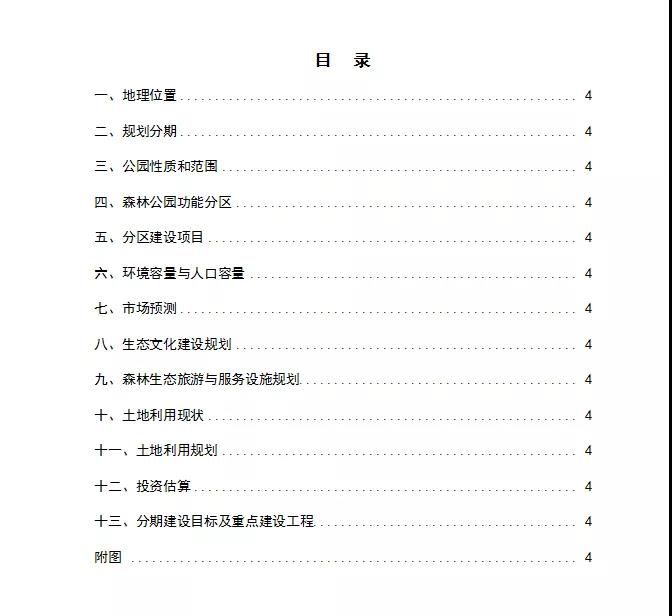 目 录
一、地理位置........................................................ 4
二、规划分期........................................................ 4
三、公园性质和范围.................................................. 4
四、森林公园功能分区................................................ 4
五、分区建设项目.................................................... 4
六、环境容量与人口容量.............................................. 4
七、市场预测........................................................ 4
八、生态文化建设规划................................................ 4
九、森林生态旅游与服务设施规划...................................... 4
十、土地利用现状.................................................... 4
十一、土地利用规划.................................................. 4
十二、投资估算...................................................... 4
十三、分期建设目标及重点建设工程.................................... 4
附图 ............................................................... 4